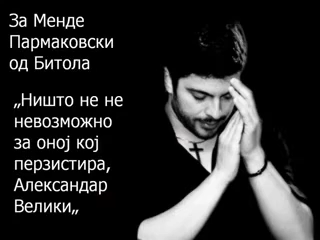 За Менде
Пармаковски
од Битола
„Ништо не не
невозможно
за оној кој
перзистира,
Александар
Велики„